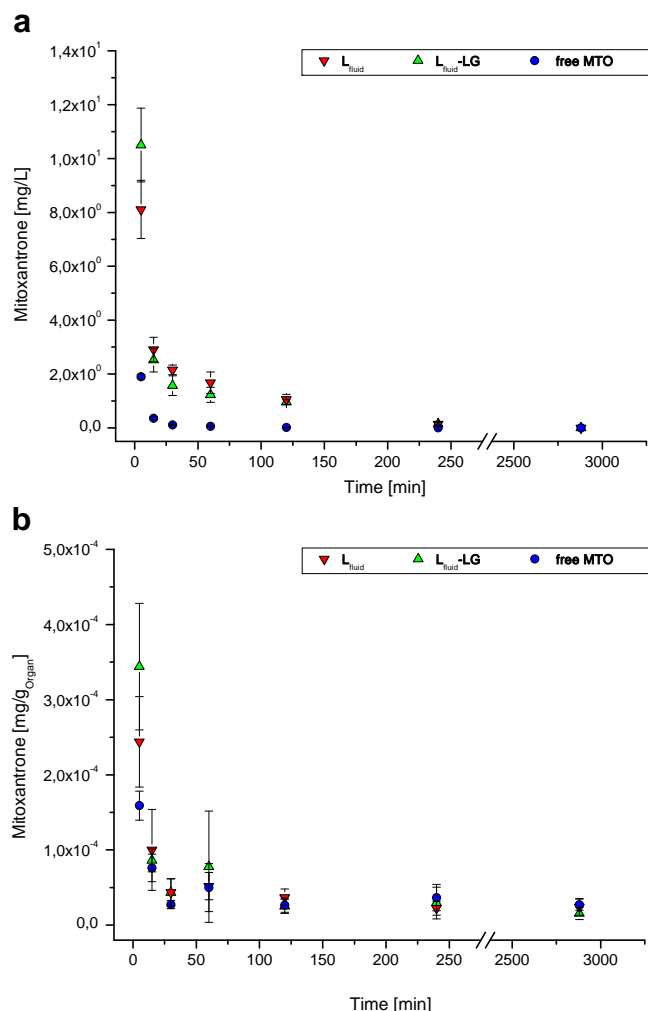 a
1,4x10¹
L_fluid L_fluid-LG free MTO
1,2x10¹
1,0x10¹
8,0x10⁰
6,0x10⁰
4,0x10⁰
2,0x10⁰
0,0
Mitoxantrone [mg/L]
0 50 100 150 200 250 2500 3000
Time [min]
b
5,0x10⁻⁴
L_fluid L_fluid-LG free MTO
4,0x10⁻⁴
3,0x10⁻⁴
2,0x10⁻⁴
1,0x10⁻⁴
0,0
Mitoxantrone [mg/g_Organ]
0 50 100 150 200 250 2500 3000
Time [min]